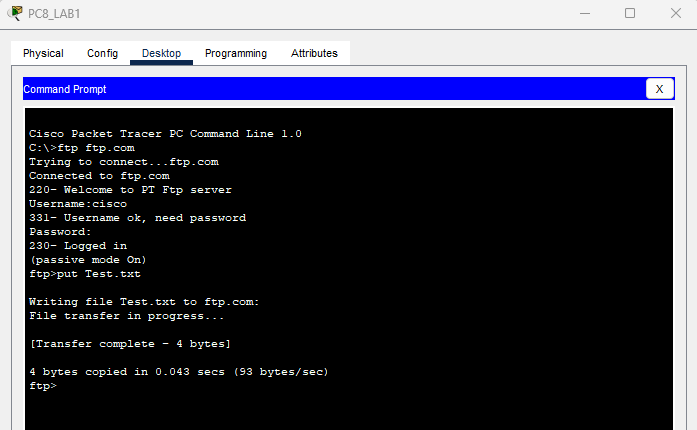 PC8_LAB1
Physical Config Desktop Programming Attributes
Command Prompt X
Cisco Packet Tracer PC Command Line 1.0
C:\>ftp ftp.com
Trying to connect...ftp.com
Connected to ftp.com
220- Welcome to PT Ftp server
Username:cisco
331- Username ok, need password
Password:
230- Logged in
(passive mode On)
ftp>put Test.txt
Writing file Test.txt to ftp.com:
File transfer in progress...
[Transfer complete - 4 bytes]
4 bytes copied in 0.043 secs (93 bytes/sec)
ftp>